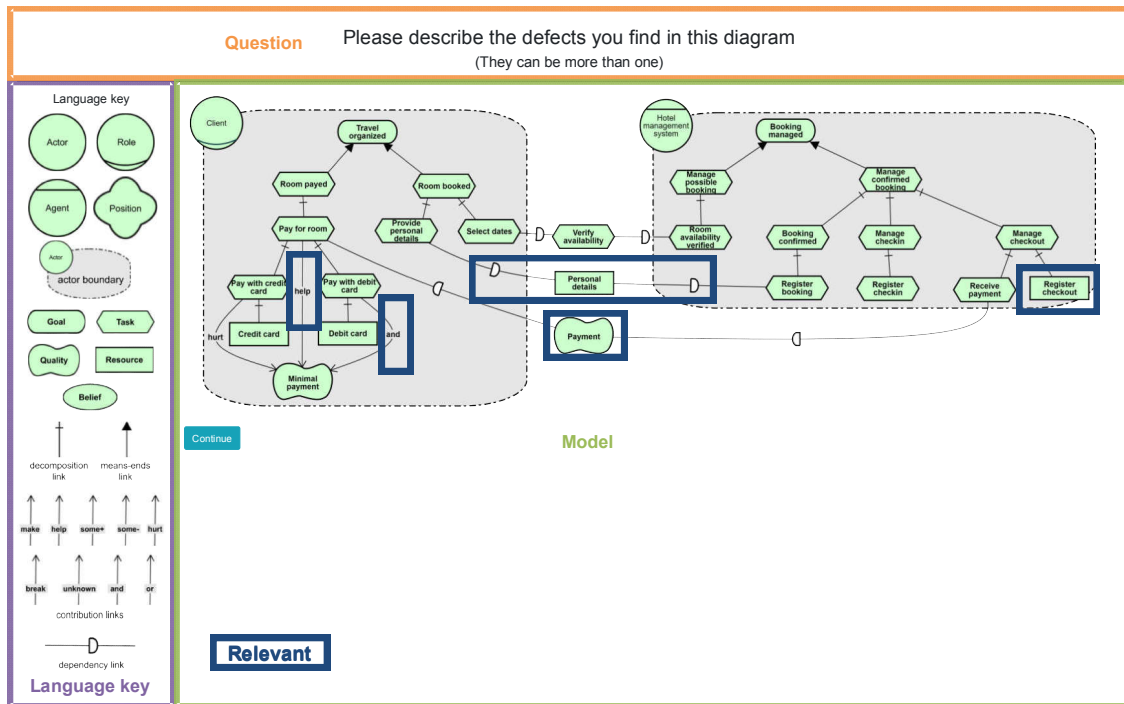 Question
Please describe the defects you find in this diagram
(They can be more than one)
Language key
Actor
Role
Agent
Position
Actor
actor boundary
Goal
Task
Quality
Resource
Belief
decomposition
link
means-ends
link
make
help
some+
some-
hurt
break
unknown
and
or
contribution links
dependency link
Language key
Client
Travel
organized
Room payed
Room booked
Pay for room
Provide
personal
details
Select dates
Pay with credit
card
help
Pay with debit
card
hurt
Credit card
Debit card
and
Minimal
payment
Verify
availability
Personal
details
Payment
Hotel
management
system
Booking
managed
Manage
possible
booking
Manage
confirmed
booking
Room
availability
verified
Booking
confirmed
Manage
checkin
Manage
checkout
Register
booking
Register
checkin
Receive
payment
Register
checkout
Continue
Model
Relevant